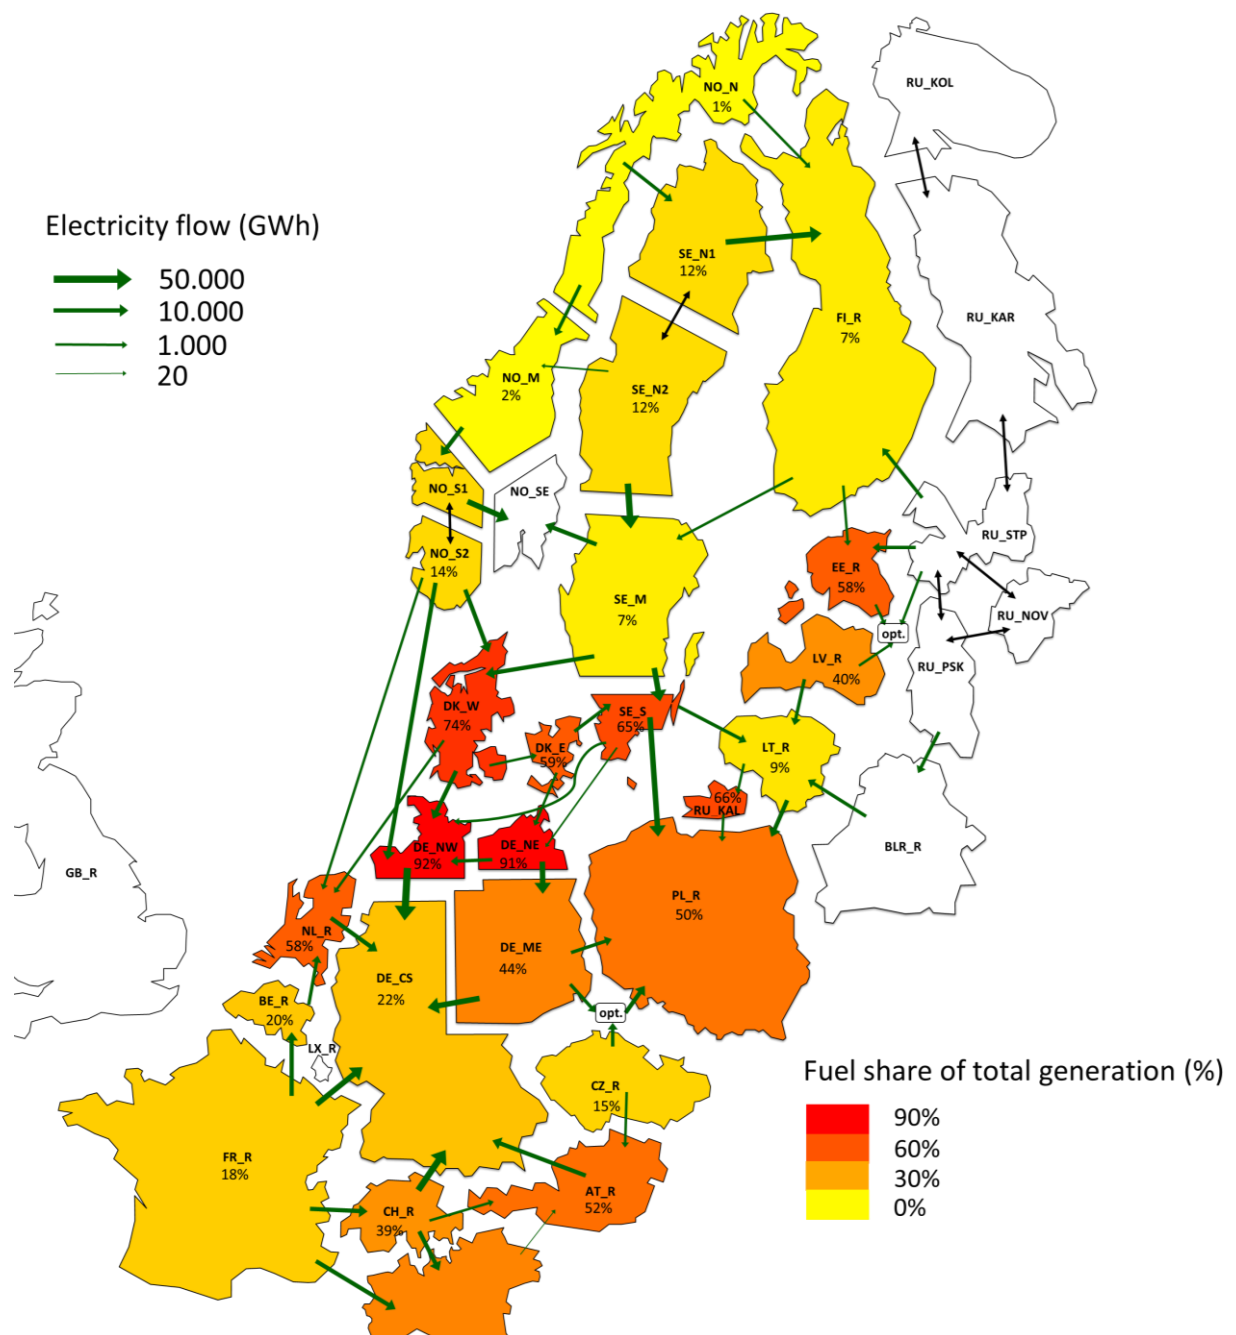 NO_N
1%
RU_KOL
Electricity flow (GWh)
50.000
10.000
1.000
20
SE_N1
12%
FI_R
7%
RU_KAR
NO_M
2%
SE_N2
12%
NO_S1
NO_SE
NO_S2
14%
RU_STP
EE_R
58%
SE_M
7%
RU_NOV
opt.
LV_R
40%
RU_PSK
DK_W
74%
SE_S
65%
DK_E
59%
LT_R
9%
66%
RU_KAL
DE_NW
92%
DE_NE
91%
BLR_R
GB_R
PL_R
50%
NL_R
58%
DE_ME
44%
DE_CS
22%
BE_R
20%
opt.
LX_R
CZ_R
15%
Fuel share of total generation (%)
90%
60%
30%
0%
FR_R
18%
AT_R
52%
CH_R
39%